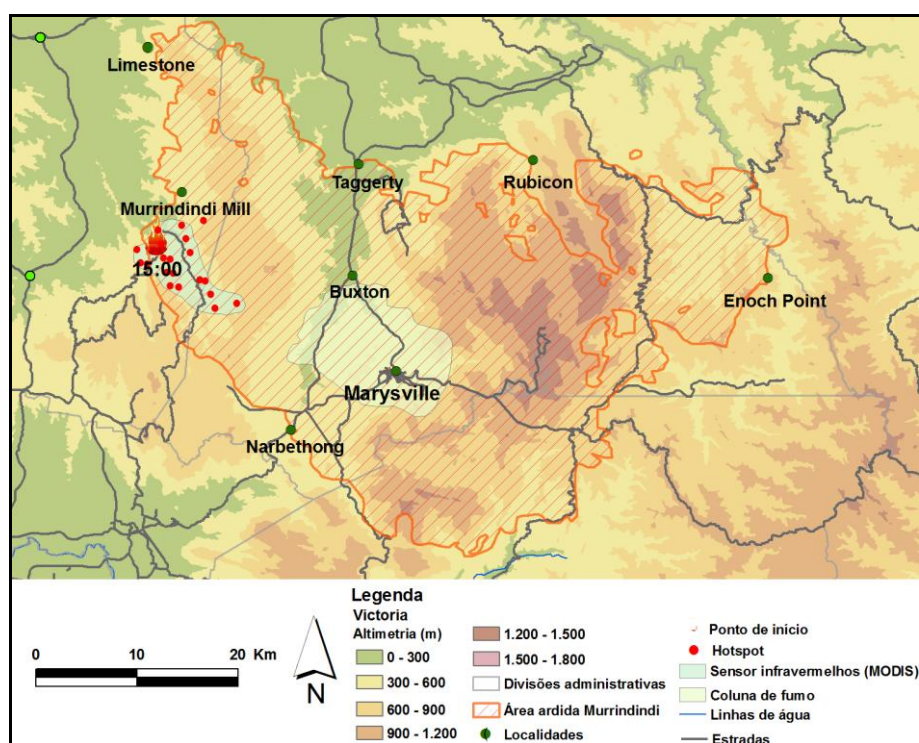 Limestone
Taggerty
Rubicon
Murrindindi Mill
15:00
Buxton
Enoch Point
Marysville
Narbethong
Legenda
Victoria
Altimetria (m)
0 - 300
300 - 600
600 - 900
900 - 1.200
1.200 - 1.500
1.500 - 1.800
Divisões administrativas
Área ardida Murrindindi
Localidades
Ponto de início
Hotspot
Sensor infravermelhos (MODIS)
Coluna de fumo
Linhas de água
Estradas
0 10 20 Km
N